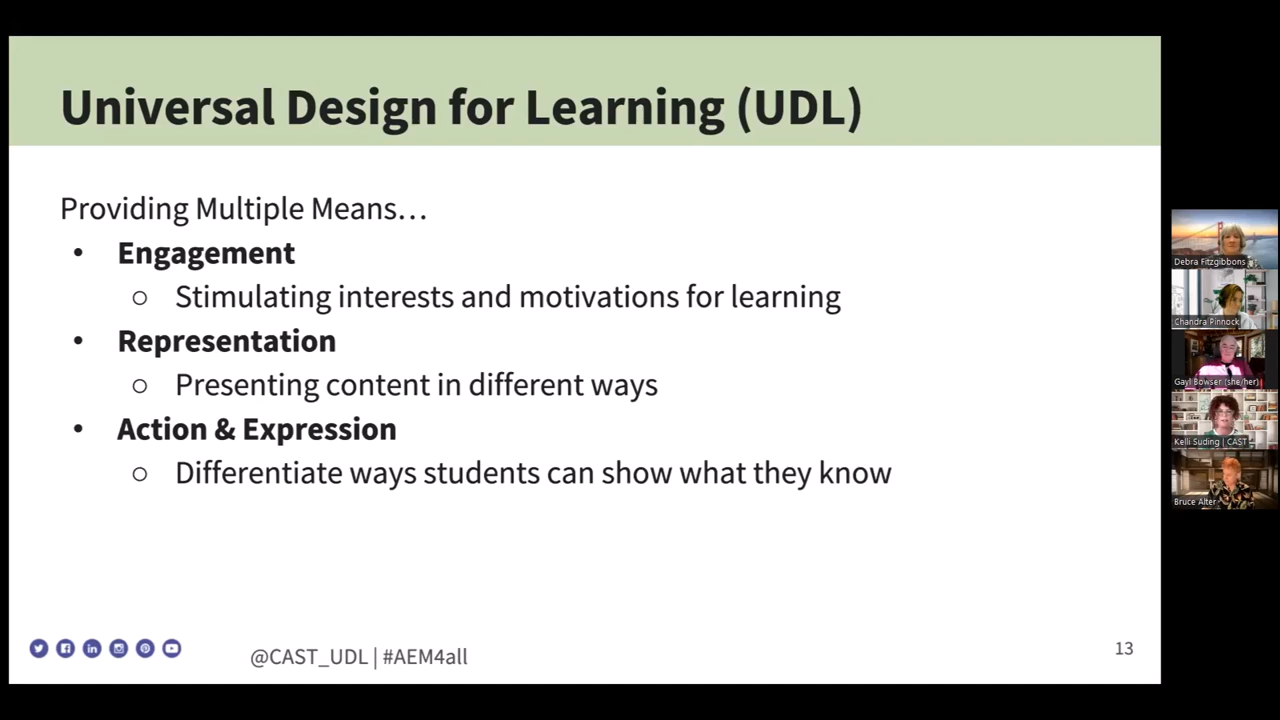 Universal Design for Learning (UDL)
Providing Multiple Means…
• Engagement
○ Stimulating interests and motivations for learning
• Representation
○ Presenting content in different ways
• Action & Expression
○ Differentiate ways students can show what they know
@CAST_UDL | #AEM4all
13
Debra Fitzgibbons
Chandra Pinnock
Gayl Bowser (she/her)
Kelli Suding | CAST
Bruce Alter